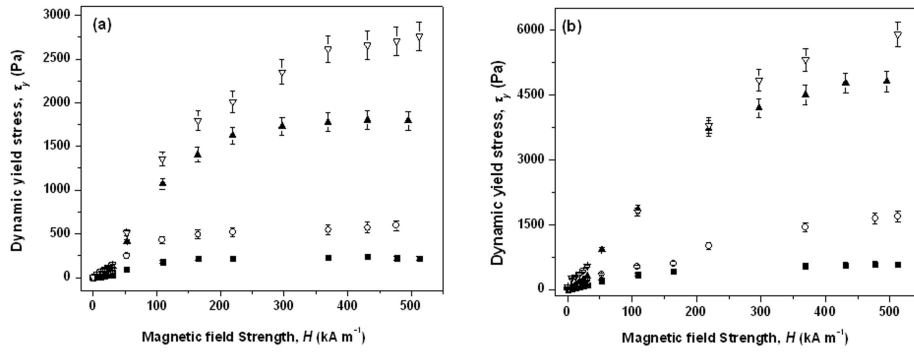 (a)
Dynamic yield stress, τy (Pa)
3000
2500
2000
1500
1000
500
0
0 100 200 300 400 500
Magnetic field Strength, H (kA m⁻¹)
(b)
Dynamic yield stress, τy (Pa)
6000
4500
3000
1500
0
0 100 200 300 400 500
Magnetic field Strength, H (kA m⁻¹)